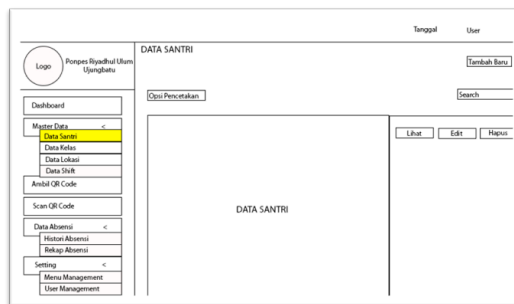 Tanggal User
Logo
Ponpes Riyadhul Ulum
Ujungbatu
DATA SANTRI
Tambah Baru
Opsi Pencetakan
Search
Dashboard
Master Data <
Data Santri
Data Kelas
Data Lokasi
Data Shift
Ambil QR Code
Scan QR Code
Data Absensi <
Histori Absensi
Rekap Absensi
Setting <
Menu Management
User Management
DATA SANTRI
Lihat Edit Hapus